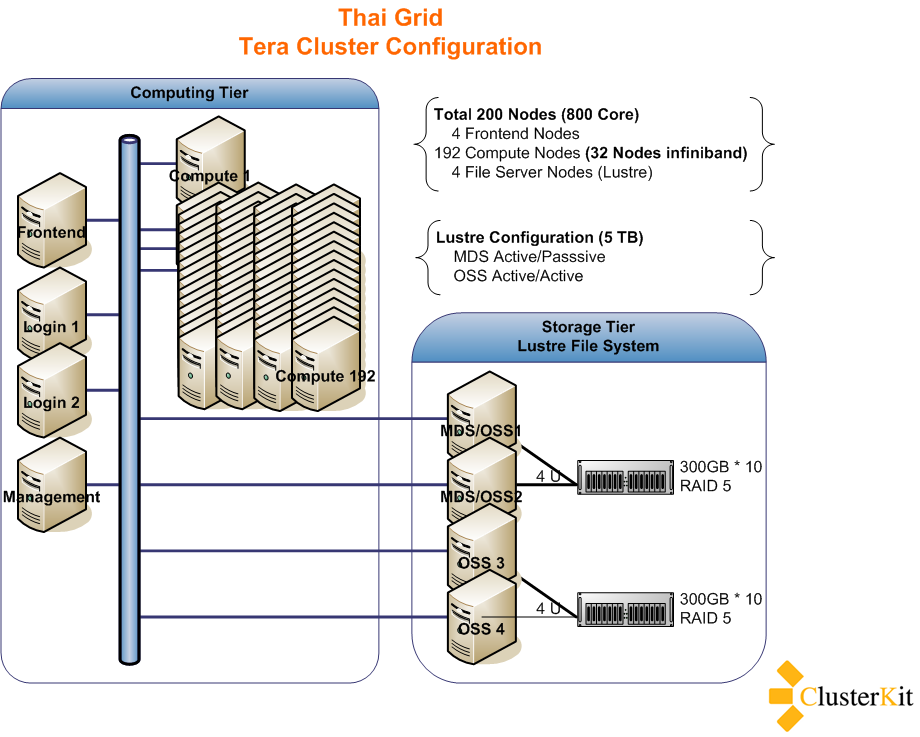 Thai Grid
Tera Cluster Configuration
Computing Tier
Compute 1
Frontend
Login 1
Login 2
Compute 192
Management
Total 200 Nodes (800 Core)
4 Frontend Nodes
192 Compute Nodes (32 Nodes infiniband)
4 File Server Nodes (Lustre)
Lustre Configuration (5 TB)
MDS Active/Passsive
OSS Active/Active
Storage Tier
Lustre File System
MDS/OSS1
4 U
300GB * 10
RAID 5
MDS/OSS2
OSS 3
4 U
300GB * 10
RAID 5
OSS 4
ClusterKit